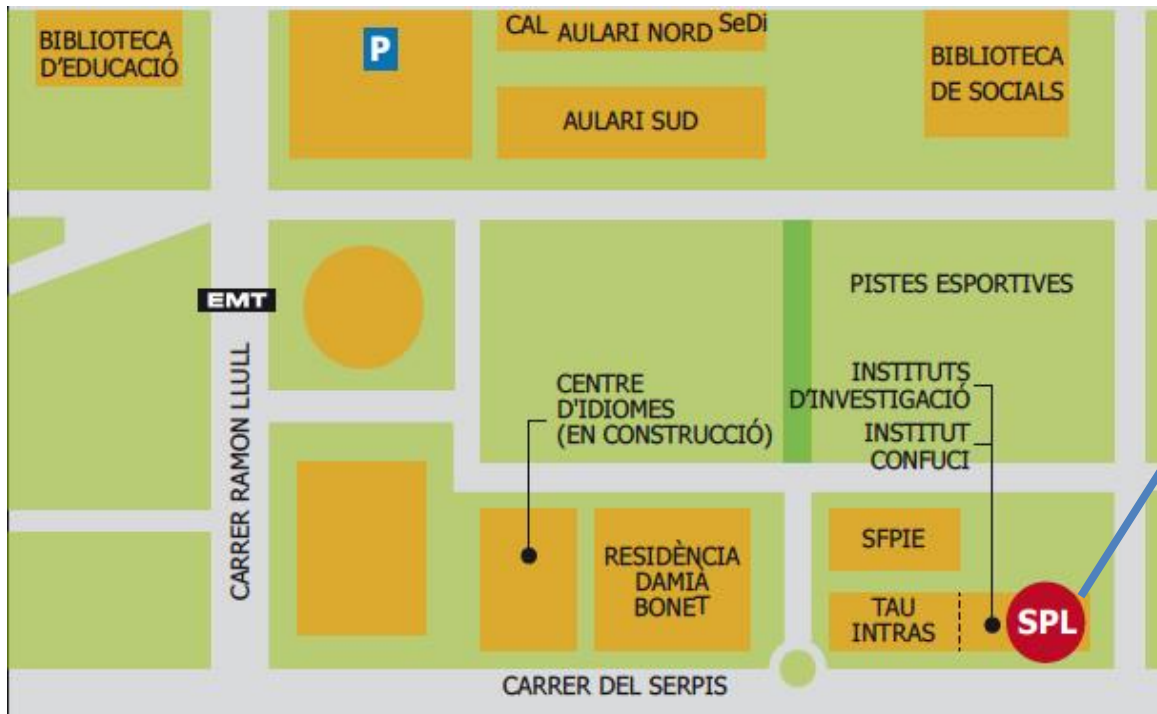 BIBLIOTECA
D'EDUCACIÓ
P
CAL AULARI NORD SeDi
AULARI SUD
BIBLIOTECA
DE SOCIALS
PISTES ESPORTIVES
EMT
CARRER RAMON LLULL
CENTRE
D'IDIOMES
(EN CONSTRUCCIÓ)
INSTITUTS
D'INVESTIGACIÓ
INSTITUT
CONFUCI
RESIDÈNCIA
DAMIÀ
BONET
SFPIE
TAU
INTRAS
SPL
CARRER DEL SERPIS